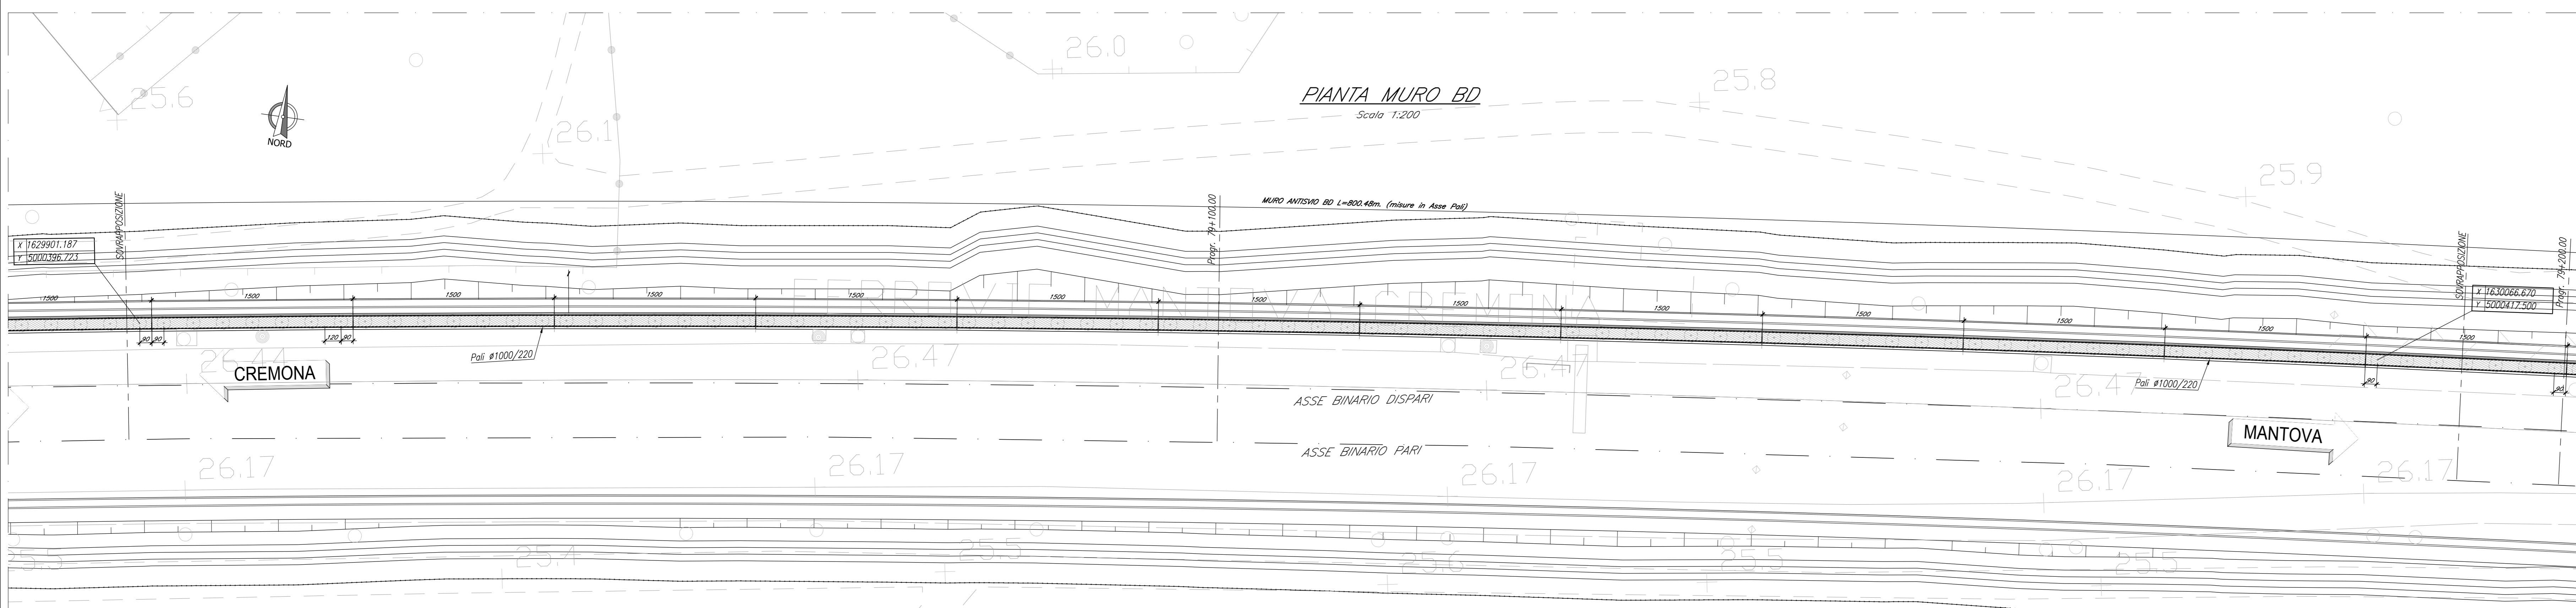 26.0
25.8
25.6
PIANTA MURO BD
Scala 1:200
26.1
NORD
25.9
SOVRAPPOSIZIONE
Progr. 79+100.00
MURO ANTISVIO BD L=800.48m. (misure in Asse Pali)
SOVRAPPOSIZIONE
Progr. 79+200.00
X 1629901.187
Y 5000396.723
X 1630066.670
Y 5000417.500
FERROVIE MANTOVA CREMONA
1500
1500
1500
1500
1500
1500
1500
1500
1500
1500
1500
1500
1500
90
90
120
90
Pali ø1000/220
Pali ø1000/220
90
90
26.44
26.47
26.47
26.47
CREMONA
ASSE BINARIO DISPARI
MANTOVA
ASSE BINARIO PARI
26.17
26.17
26.17
26.17
26.17
25.5
25.4
25.5
25.6
25.5
25.5